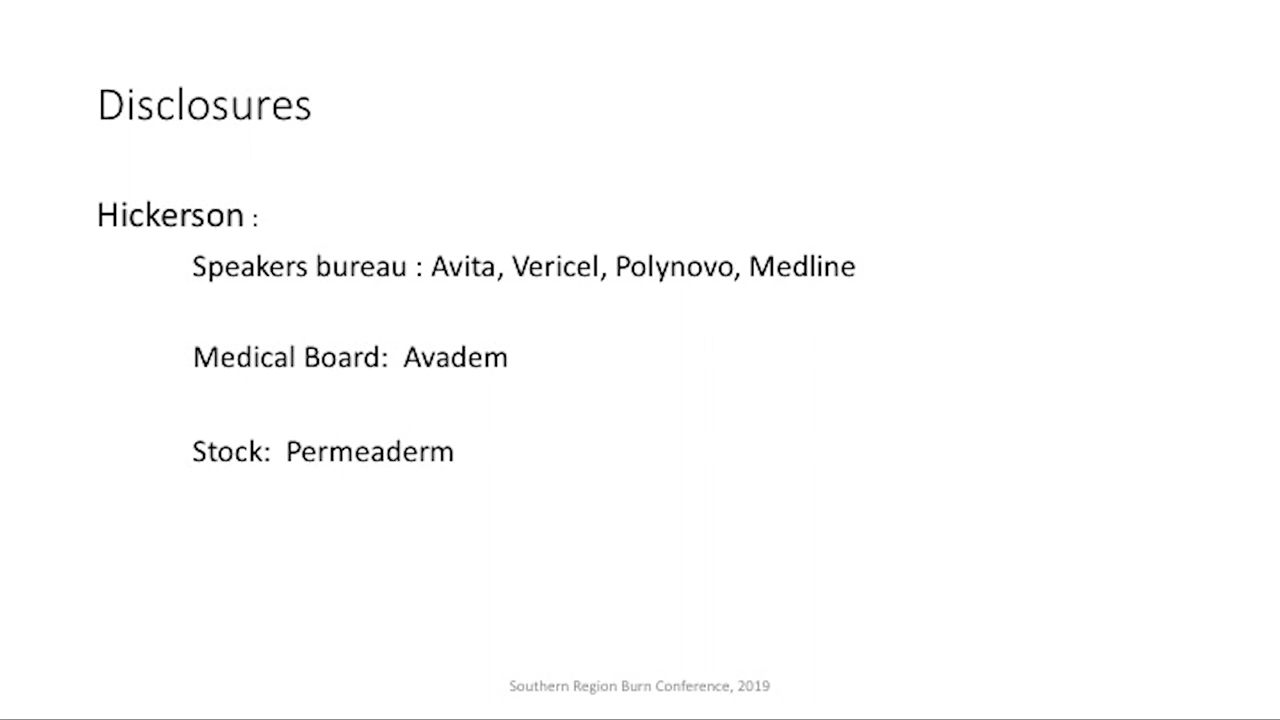 Disclosures
Hickerson :
Speakers bureau : Avita, Vericel, Polynovo, Medline
Medical Board:  Avadem
Stock:  Permeaderm
Southern Region Burn Conference, 2019